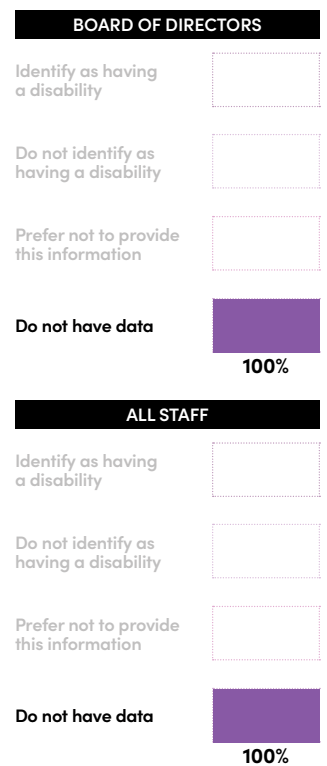 BOARD OF DIRECTORS
Identify as having
a disability
Do not identify as
having a disability
Prefer not to provide
this information
Do not have data
100%
ALL STAFF
Identify as having
a disability
Do not identify as
having a disability
Prefer not to provide
this information
Do not have data
100%